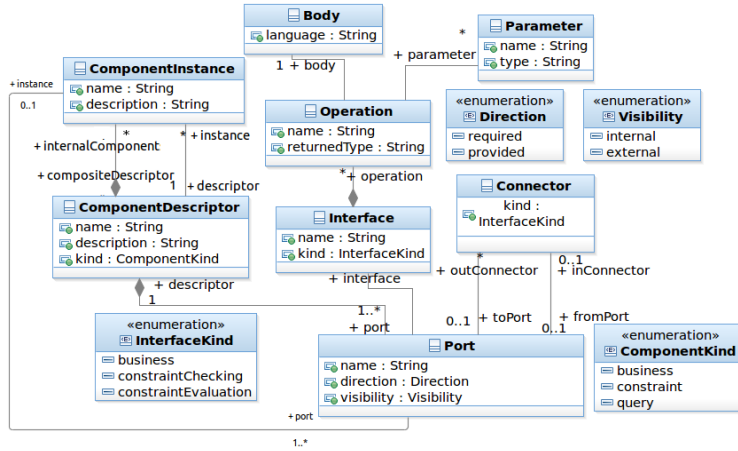 Body
language : String
1 + body
*
+ parameter
Parameter
name : String
type : String
ComponentInstance
name : String
description : String
+ instance
0..1
*
+ internalComponent
* + instance
+ compositeDescriptor
1 + descriptor
Operation
name : String
returnedType : String
*
+ operation
«enumeration»
Direction
required
provided
«enumeration»
Visibility
internal
external
Connector
kind :
InterfaceKind
ComponentDescriptor
name : String
description : String
kind : ComponentKind
Interface
name : String
kind : InterfaceKind
*
+ outConnector
0..1
+ inConnector
+ descriptor
1
+ interface
1..*
+ port
0..1
+ toPort
+ fromPort
0..1
«enumeration»
InterfaceKind
business
constraintChecking
constraintEvaluation
Port
name : String
direction : Direction
visibility : Visibility
«enumeration»
ComponentKind
business
constraint
query
+ port
1..*